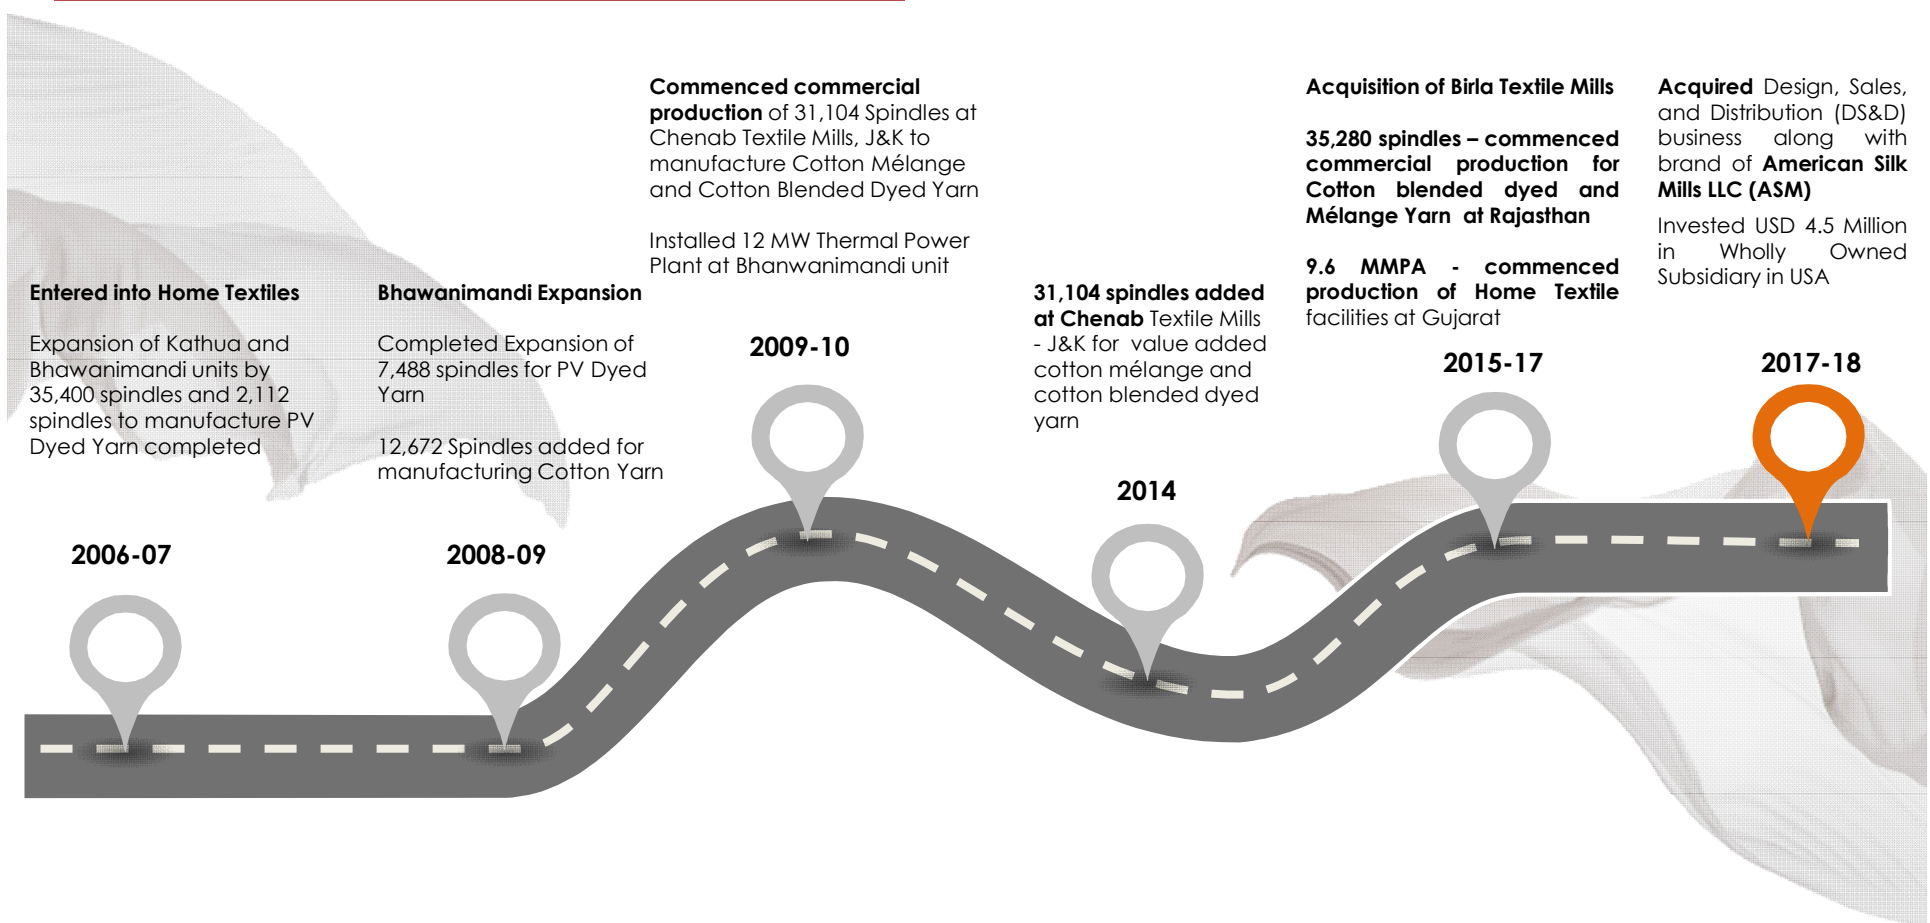 Entered into Home Textiles
Expansion of Kathua and
Bhawanimandi units by
35,400 spindles and 2,112
spindles to manufacture PV
Dyed Yarn completed
2006-07
Bhawanimandi Expansion
Completed Expansion of
7,488 spindles for PV Dyed
Yarn
12,672 Spindles added for
manufacturing Cotton Yarn
2008-09
Commenced commercial
production of 31,104 Spindles at
Chenab Textile Mills, J&K to
manufacture Cotton Mélange
and Cotton Blended Dyed Yarn
Installed 12 MW Thermal Power
Plant at Bhanwanimandi unit
2009-10
31,104 spindles added
at Chenab Textile Mills
- J&K for value added
cotton mélange and
cotton blended dyed
yarn
2014
Acquisition of Birla Textile Mills
35,280 spindles – commenced
commercial production for
Cotton blended dyed and
Mélange Yarn at Rajasthan
9.6 MMPA - commenced
production of Home Textile
facilities at Gujarat
2015-17
Acquired Design, Sales,
and Distribution (DS&D)
business along with
brand of American Silk
Mills LLC (ASM)
Invested USD 4.5 Million
in Wholly Owned
Subsidiary in USA
2017-18